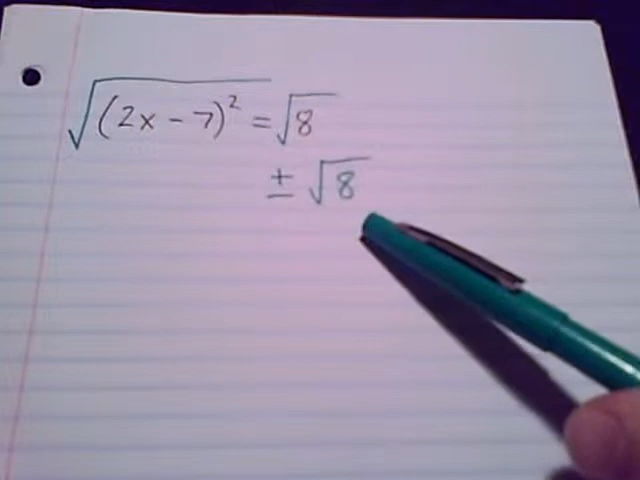 √(2x - 7)² = √8
± √8